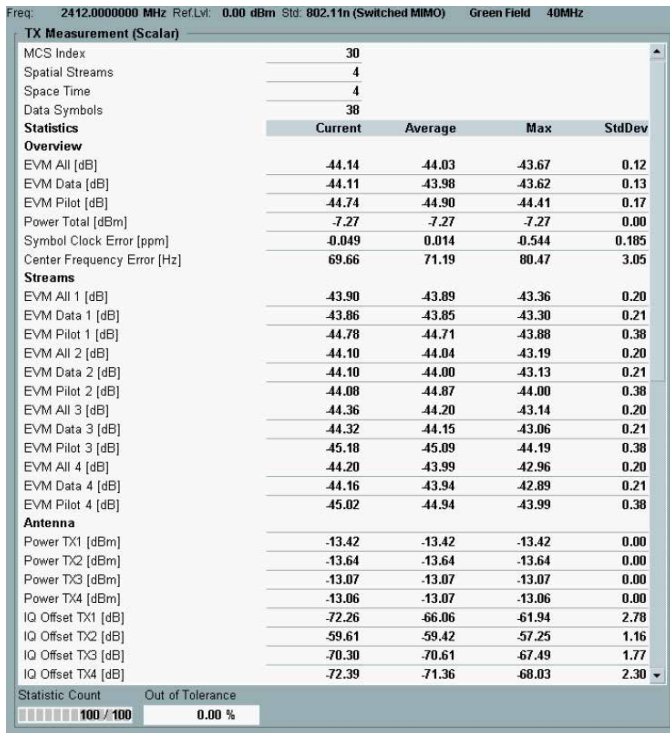 Freq: 2412.0000000 MHz Ref.Lvl: 0.00 dBm Std: 802.11n (Switched MIMO) Green Field 40MHz
TX Measurement (Scalar)
MCS Index 30
Spatial Streams 4
Space Time 4
Data Symbols 38
Statistics Current Average Max StdDev
Overview
EVM All [dB] -44.14 -44.03 -43.67 0.12
EVM Data [dB] -44.11 -43.98 -43.62 0.13
EVM Pilot [dB] -44.74 -44.90 -44.41 0.17
Power Total [dBm] -7.27 -7.27 -7.27 0.00
Symbol Clock Error [ppm] -0.049 0.014 -0.544 0.185
Center Frequency Error [Hz] 69.66 71.19 80.47 3.05
Streams
EVM All 1 [dB] -43.90 -43.89 -43.36 0.20
EVM Data 1 [dB] -43.86 -43.85 -43.30 0.21
EVM Pilot 1 [dB] -44.78 -44.71 -43.88 0.38
EVM All 2 [dB] -44.10 -44.04 -43.19 0.20
EVM Data 2 [dB] -44.10 -44.00 -43.13 0.21
EVM Pilot 2 [dB] -44.08 -44.87 -44.00 0.38
EVM All 3 [dB] -44.36 -44.20 -43.14 0.20
EVM Data 3 [dB] -44.32 -44.15 -43.06 0.21
EVM Pilot 3 [dB] -45.18 -45.09 -44.19 0.38
EVM All 4 [dB] -44.20 -43.99 -42.96 0.20
EVM Data 4 [dB] -44.16 -43.94 -42.89 0.21
EVM Pilot 4 [dB] -45.02 -44.94 -43.99 0.38
Antenna
Power TX1 [dBm] -13.42 -13.42 -13.42 0.00
Power TX2 [dBm] -13.64 -13.64 -13.64 0.00
Power TX3 [dBm] -13.07 -13.07 -13.07 0.00
Power TX4 [dBm] -13.06 -13.07 -13.06 0.00
IQ Offset TX1 [dB] -72.26 -66.06 -61.94 2.78
IQ Offset TX2 [dB] -59.61 -59.42 -57.25 1.16
IQ Offset TX3 [dB] -70.30 -70.61 -67.49 1.77
IQ Offset TX4 [dB] -72.39 -71.36 -68.03 2.30
Statistic Count Out of Tolerance
100 / 100 0.00 %